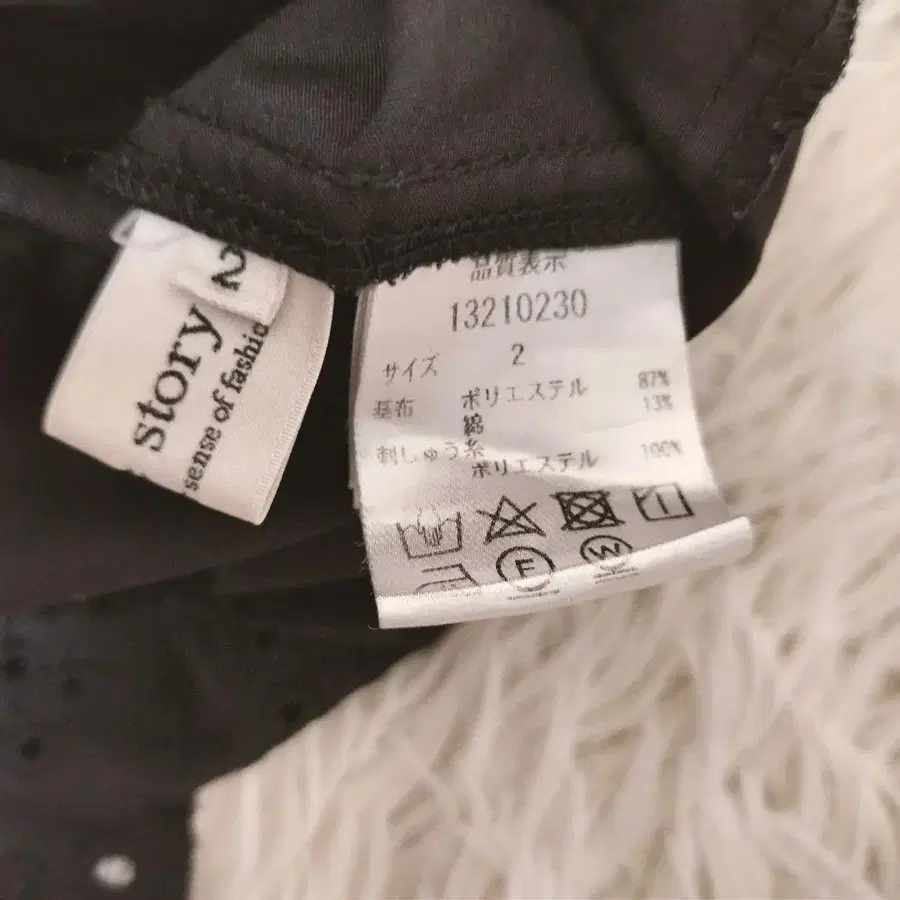 2
story
sense of fashio
品質表示
13210230
サイズ 2
基布 ポリエステル 87%
綿 13%
刺しゅう糸
ポリエステル 100%
F
W